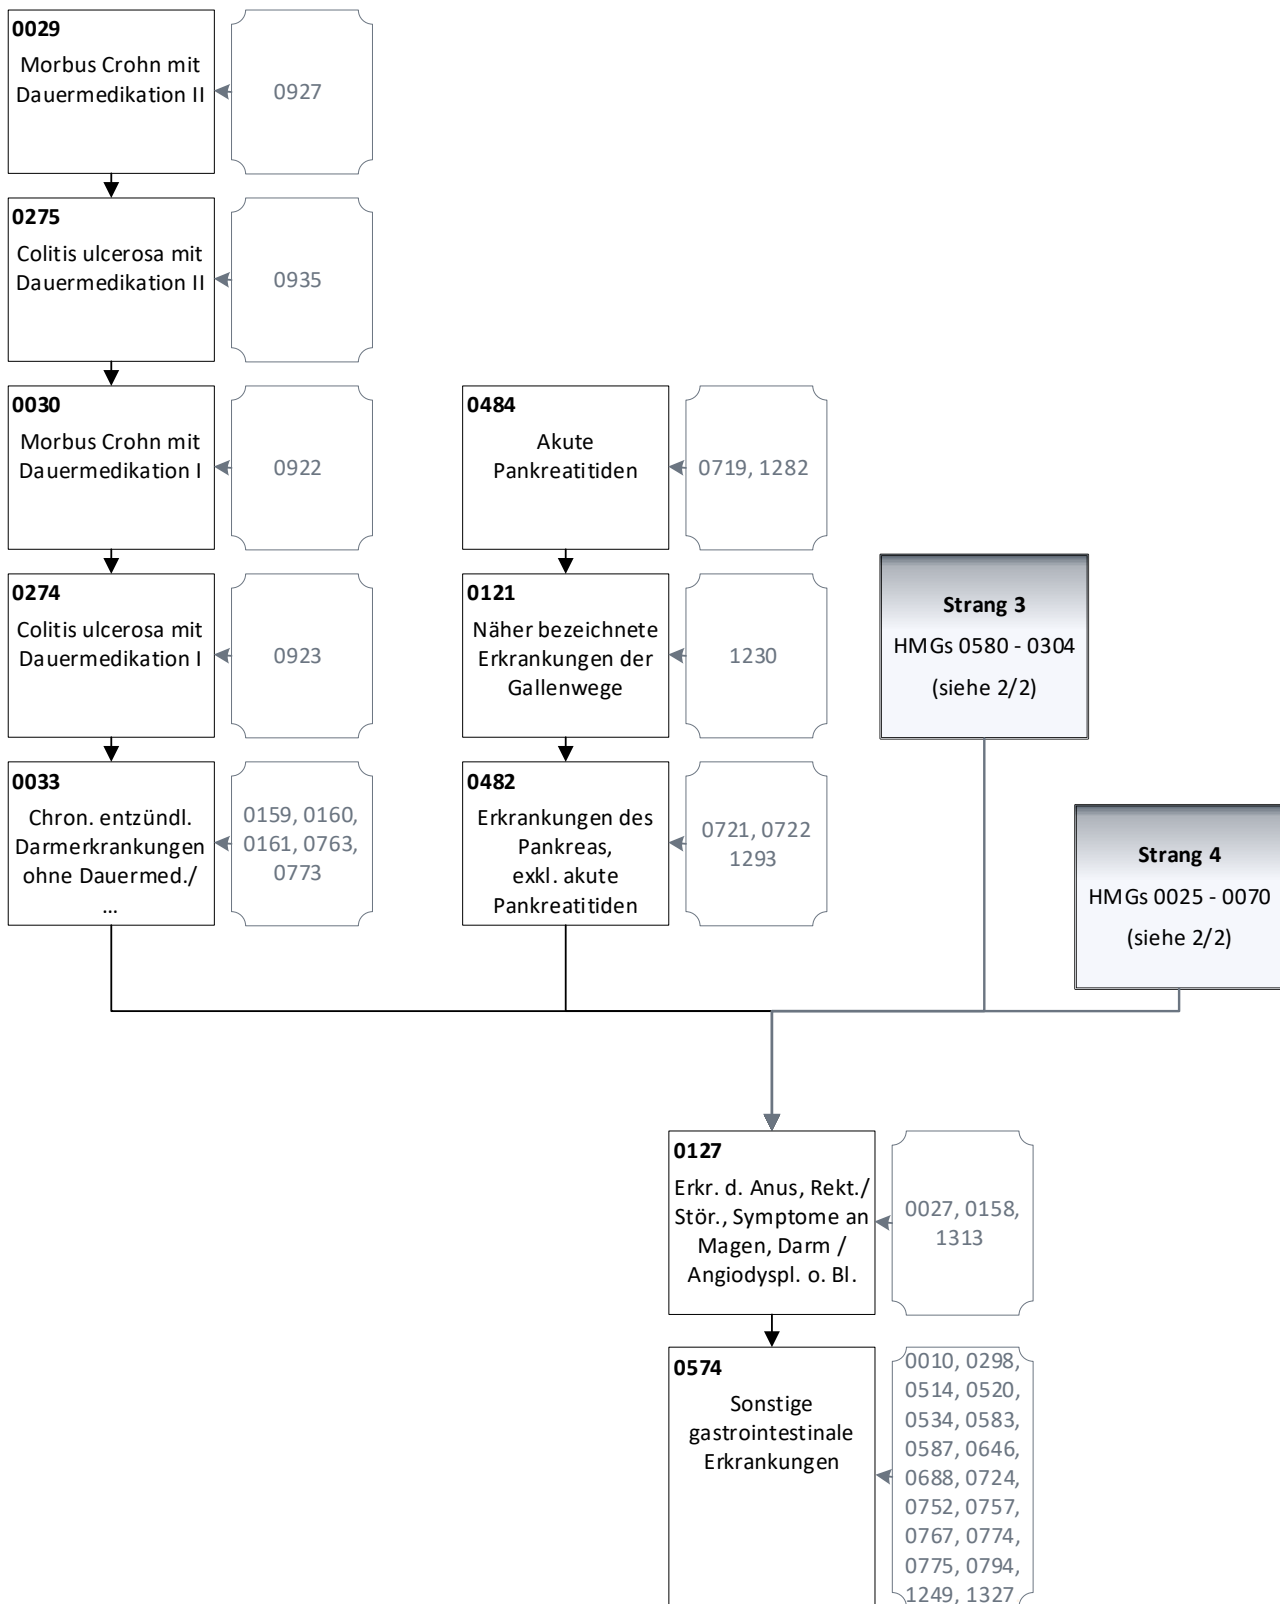 0029
Morbus Crohn mit
Dauermedikation II
0927
0275
Colitis ulcerosa mit
Dauermedikation II
0935
0030
Morbus Crohn mit
Dauermedikation I
0922
0484
Akute
Pankreatitiden
0719, 1282
0274
Colitis ulcerosa mit
Dauermedikation I
0923
0121
Näher bezeichnete
Erkrankungen der
Gallenwege
1230
Strang 3
HMGs 0580 - 0304
(siehe 2/2)
0033
Chron. entzündl.
Darmerkrankungen
ohne Dauermed./
...
0159, 0160,
0161, 0763,
0773
0482
Erkrankungen des
Pankreas,
exkl. akute
Pankreatitiden
0721, 0722
1293
Strang 4
HMGs 0025 - 0070
(siehe 2/2)
0127
Erkr. d. Anus, Rekt./
Stör., Symptome an
Magen, Darm /
Angiodyspl. o. Bl.
0027, 0158,
1313
0574
Sonstige
gastrointestinale
Erkrankungen
0010, 0298,
0514, 0520,
0534, 0583,
0587, 0646,
0688, 0724,
0752, 0757,
0767, 0774,
0775, 0794,
1249, 1327